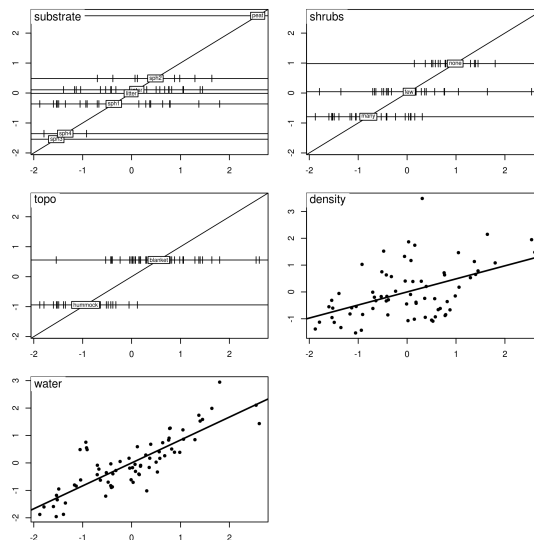 substrate
peat
sph2
litter
sph1
sph4
2
1
0
-1
-2
-2 -1 0 1 2
shrubs
none
few
many
2
1
0
-1
-2
-2 -1 0 1 2
topo
blanket
hummock
2
1
0
-1
-2
-2 -1 0 1 2
density
3
2
1
0
-1
-2 -1 0 1 2
water
3
2
1
0
-1
-2
-2 -1 0 1 2